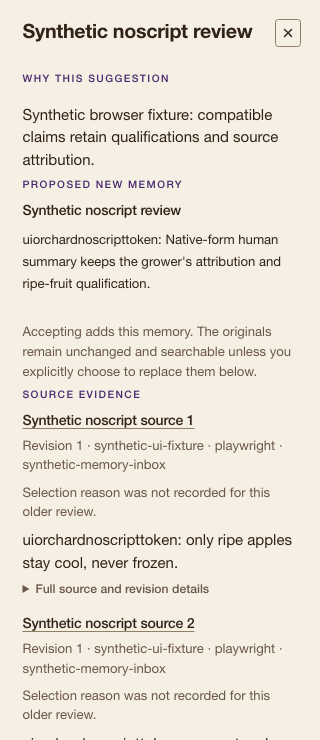 Synthetic noscript review
WHY THIS SUGGESTION
Synthetic browser fixture: compatible
claims retain qualifications and source
attribution.
PROPOSED NEW MEMORY
Synthetic noscript review
uiorchardnoscripttoken: Native-form human
summary keeps the grower's attribution and
ripe-fruit qualification.
Accepting adds this memory. The originals
remain unchanged and searchable unless you
explicitly choose to replace them below.
SOURCE EVIDENCE
Synthetic noscript source 1
Revision 1 · synthetic-ui-fixture · playwright ·
synthetic-memory-inbox
Selection reason was not recorded for this
older review.
uiorchardnoscripttoken: only ripe apples
stay cool, never frozen.
Full source and revision details
Synthetic noscript source 2
Revision 1 · synthetic-ui-fixture · playwright ·
synthetic-memory-inbox
Selection reason was not recorded for this
older review.